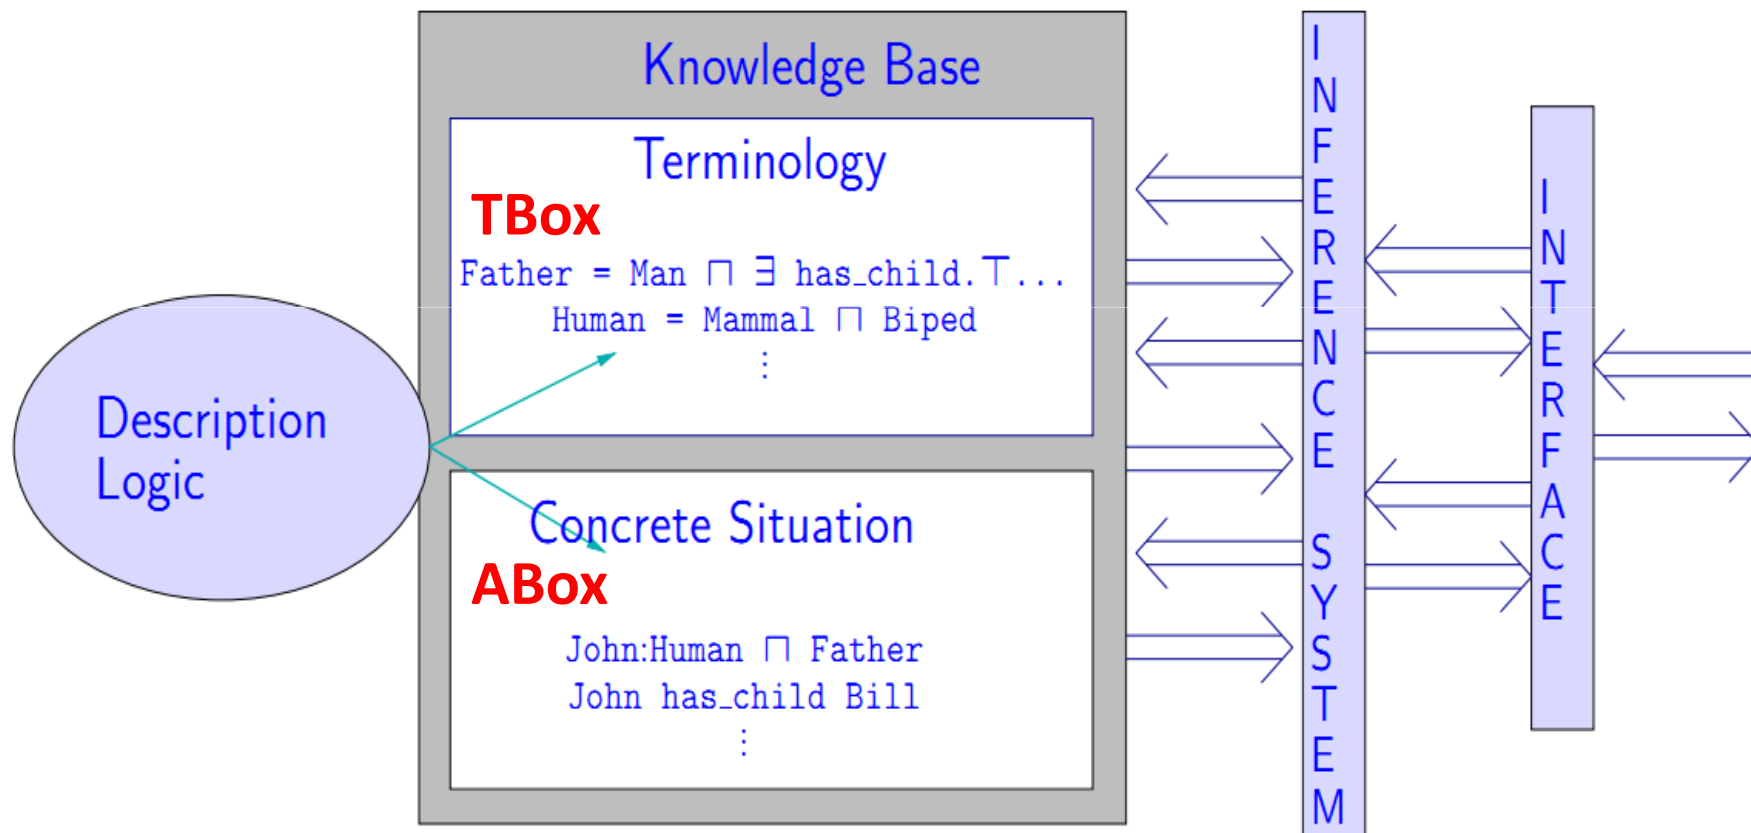 Knowledge Base
Terminology
TBox
Father = Man ⊓ ∃ has_child.⊤...
Human = Mammal ⊓ Biped
⋮
Description
Logic
Concrete Situation
ABox
John:Human ⊓ Father
John has_child Bill
⋮
INFERENCE SYSTEM
INTERFACE